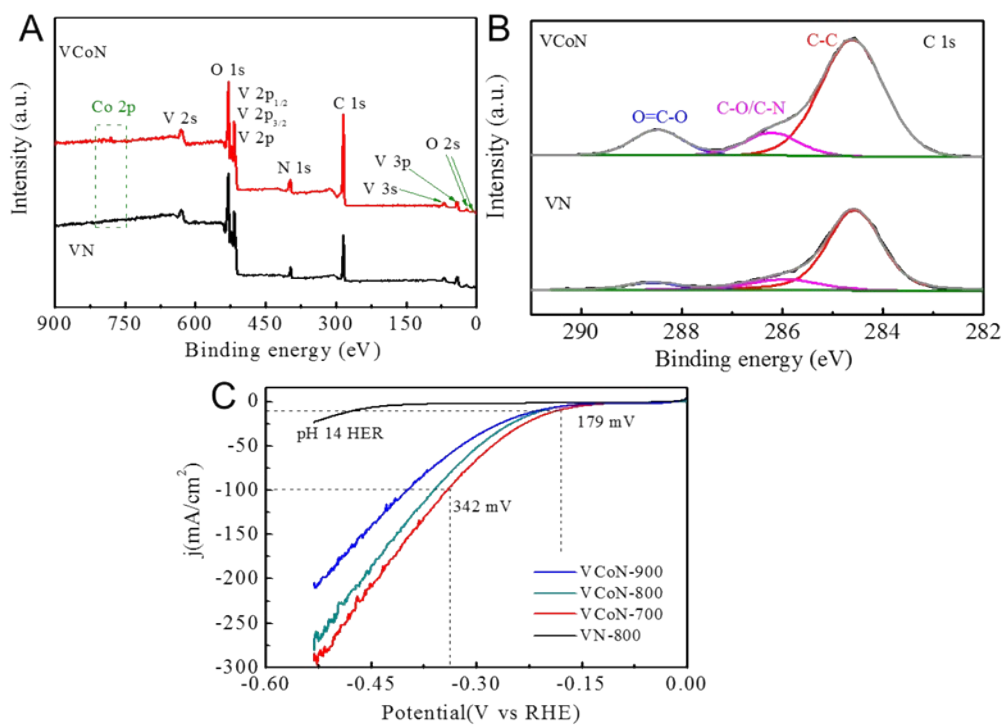 A
VCoN
O 1s
Co 2p
V 2s
V 2p1/2
V 2p3/2
V 2p
C 1s
N 1s
V 3p
O 2s
V 3s
VN
Intensity (a.u.)
900 750 600 450 300 150 0
Binding energy (eV)
B
VCoN
C-C
C 1s
O=C-O
C-O/C-N
VN
Intensity (a.u.)
290 288 286 284 282
Binding energy (eV)
C
0
-50
-100
-150
-200
-250
-300
j(mA/cm²)
pH 14 HER
179 mV
342 mV
VCoN-900
VCoN-800
VCoN-700
VN-800
-0.60 -0.45 -0.30 -0.15 0.00
Potential(V vs RHE)